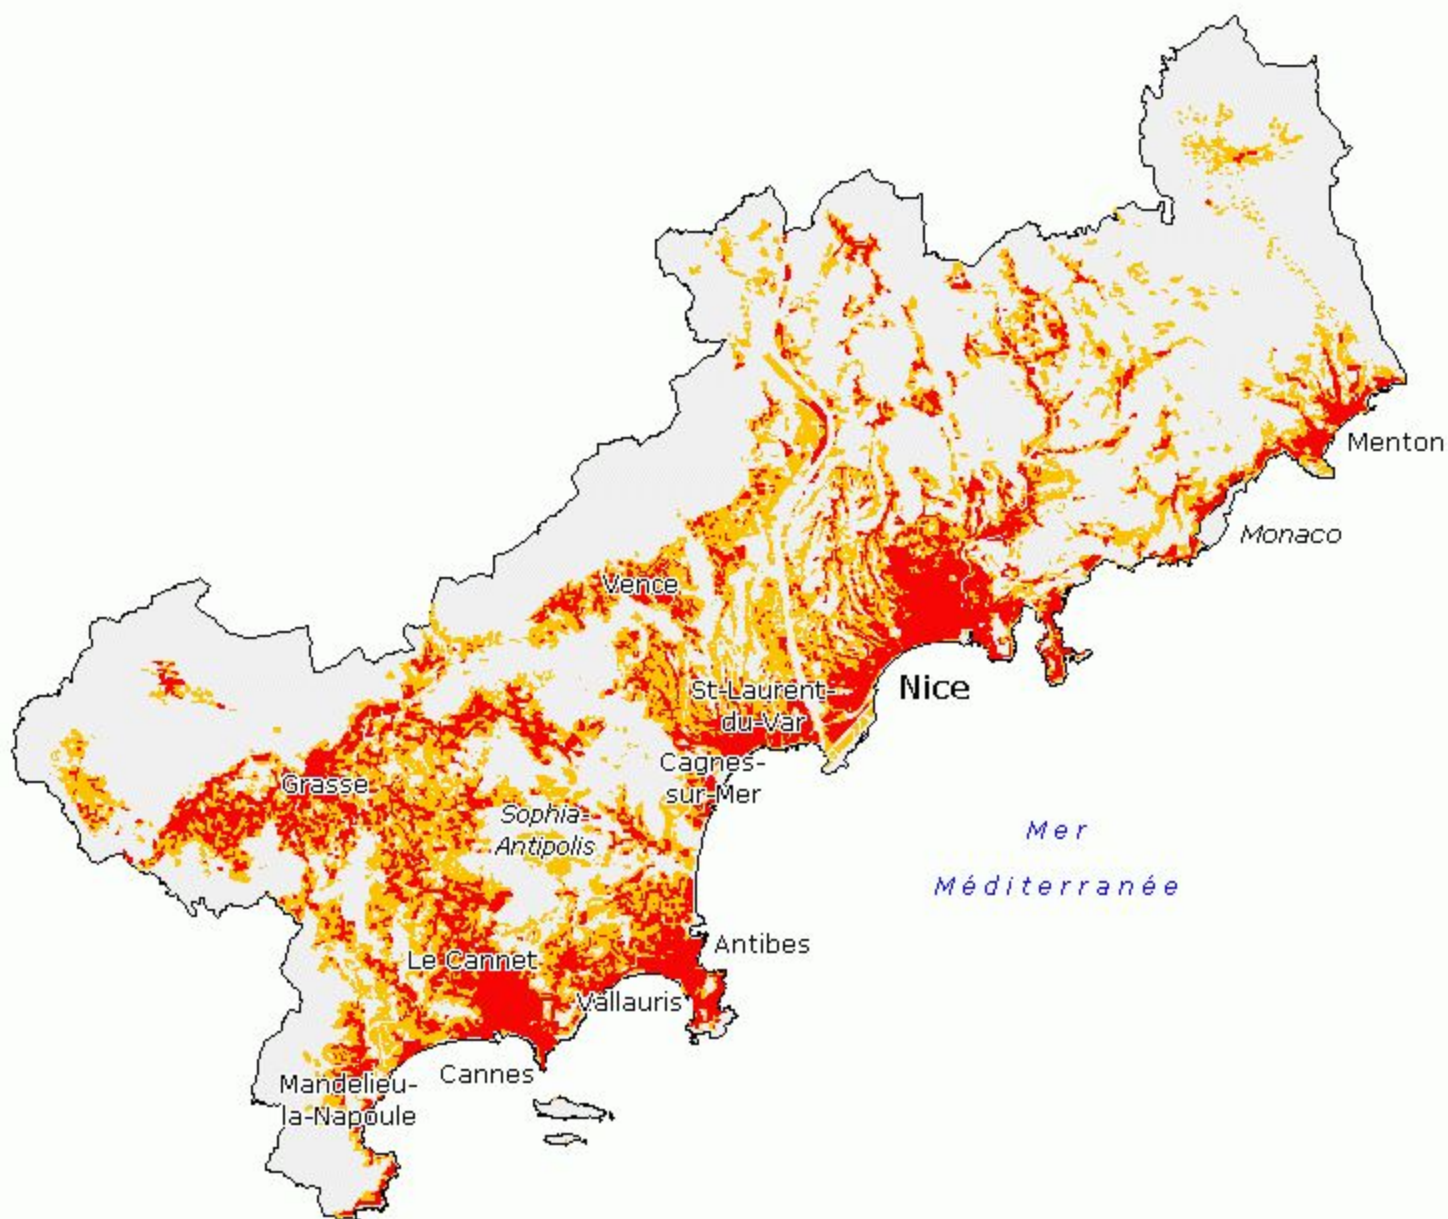 Menton
Monaco
Vence
Nice
St-Laurent-
du-Var
Cagnes-
sur-Mer
Grasse
Sophia-
Antipolis
Mer
Méditerranée
Antibes
Le Cannet
Vallauris
Cannes
Mandelieu-
la-Napoule